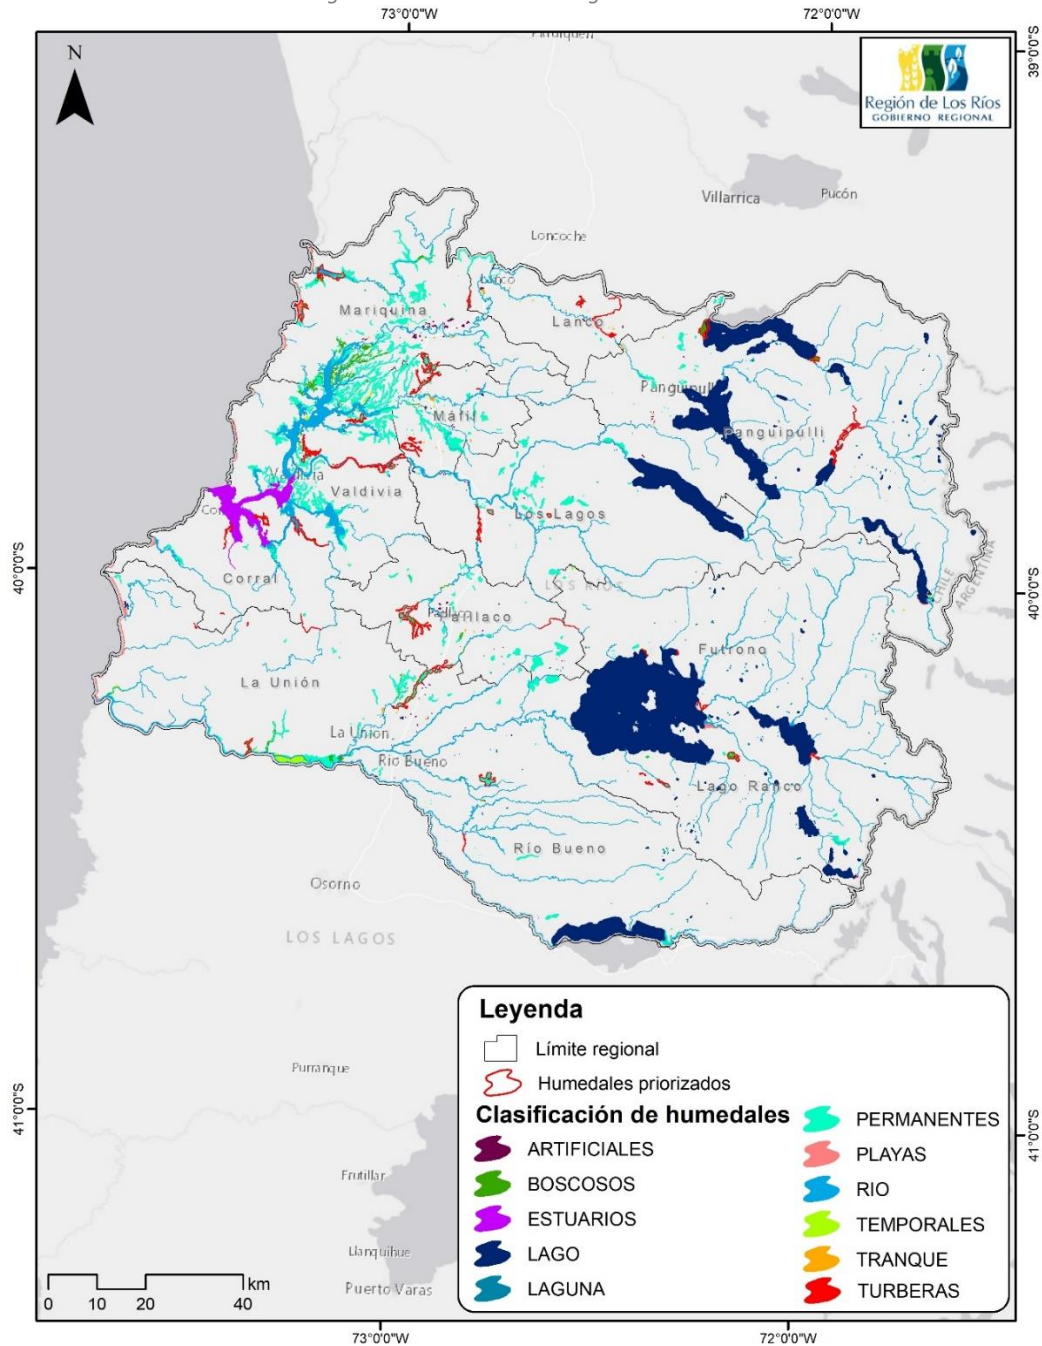 73°0'0"W
72°0'0"W
39°0'0"S
N
Región de Los Ríos
GOBIERNO REGIONAL
Villarrica
Pucón
Loncoche
Lanco
Mariquina
Lanco
Panguipulli
Máfil
Panguipulli
Valdivia
Valdivia
Los Lagos
Corral
40°0'0"S
40°0'0"S
CHILE
ARGENTINA
LOS RÍOS
Paillaco
Futrono
La Unión
La Unión
Río Bueno
Lago Ranco
Río Bueno
Osorno
LOS LAGOS
Purranque
41°0'0"S
41°0'0"S
Frutillar
Llanquihue
Puerto Varas
Leyenda
Límite regional
Humedales priorizados
Clasificación de humedales
ARTIFICIALES
BOSCOSOS
ESTUARIOS
LAGO
LAGUNA
PERMANENTES
PLAYAS
RIO
TEMPORALES
TRANQUE
TURBERAS
km
0 10 20 40
73°0'0"W
72°0'0"W